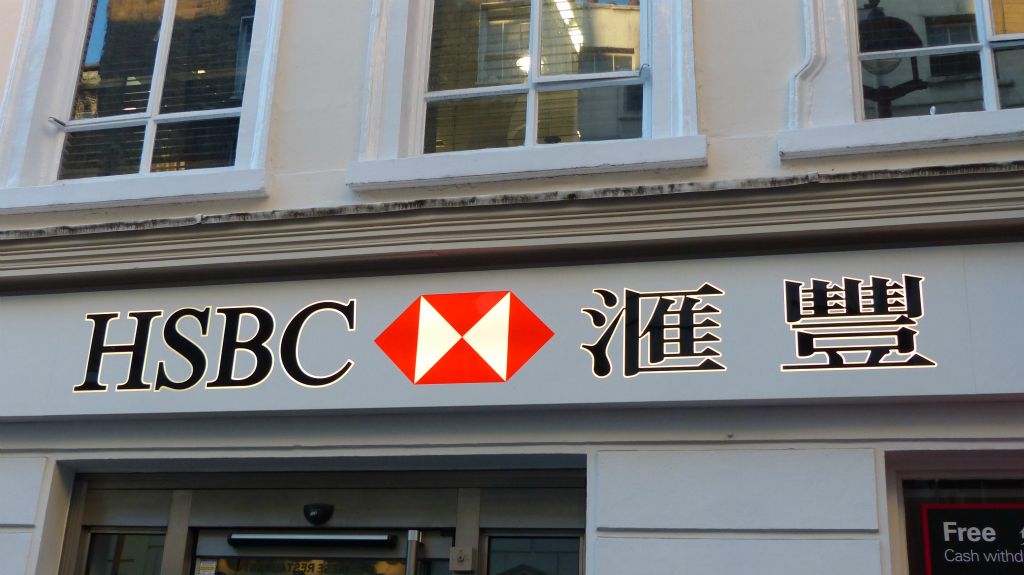 HSBC 滙豐
Free
Cash withd